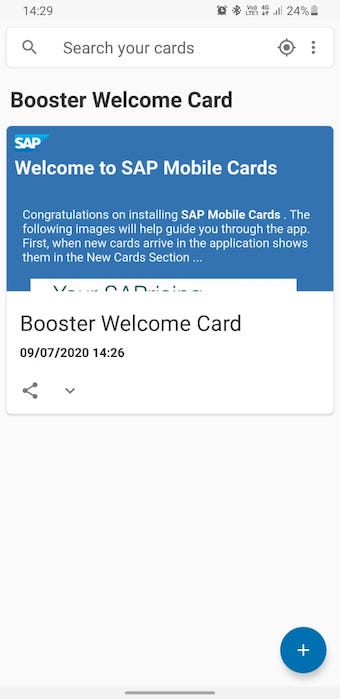 14:29
24%
Search your cards
Booster Welcome Card
SAP
Welcome to SAP Mobile Cards
Congratulations on installing SAP Mobile Cards . The
following images will help guide you through the app.
First, when new cards arrive in the application shows
them in the New Cards Section ...
Booster Welcome Card
09/07/2020 14:26